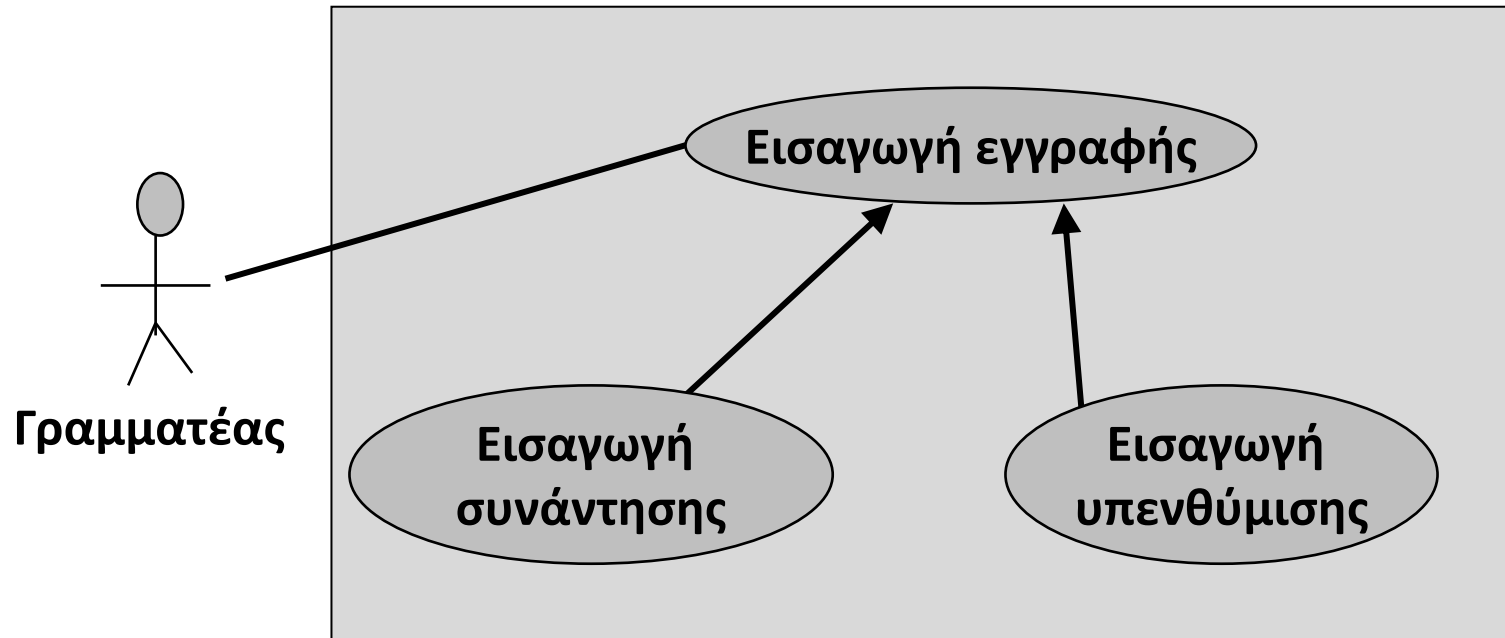 Εισαγωγή εγγραφής
Γραμματέας
Εισαγωγή
συνάντησης
Εισαγωγή
υπενθύμισης